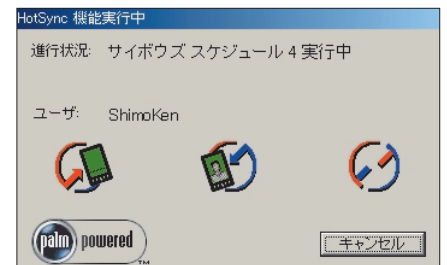 HotSync 機能実行中
進行状況: サイボウズ スケジュール 4 実行中
ユーザ: ShimoKen
palm powered TM
キャンセル